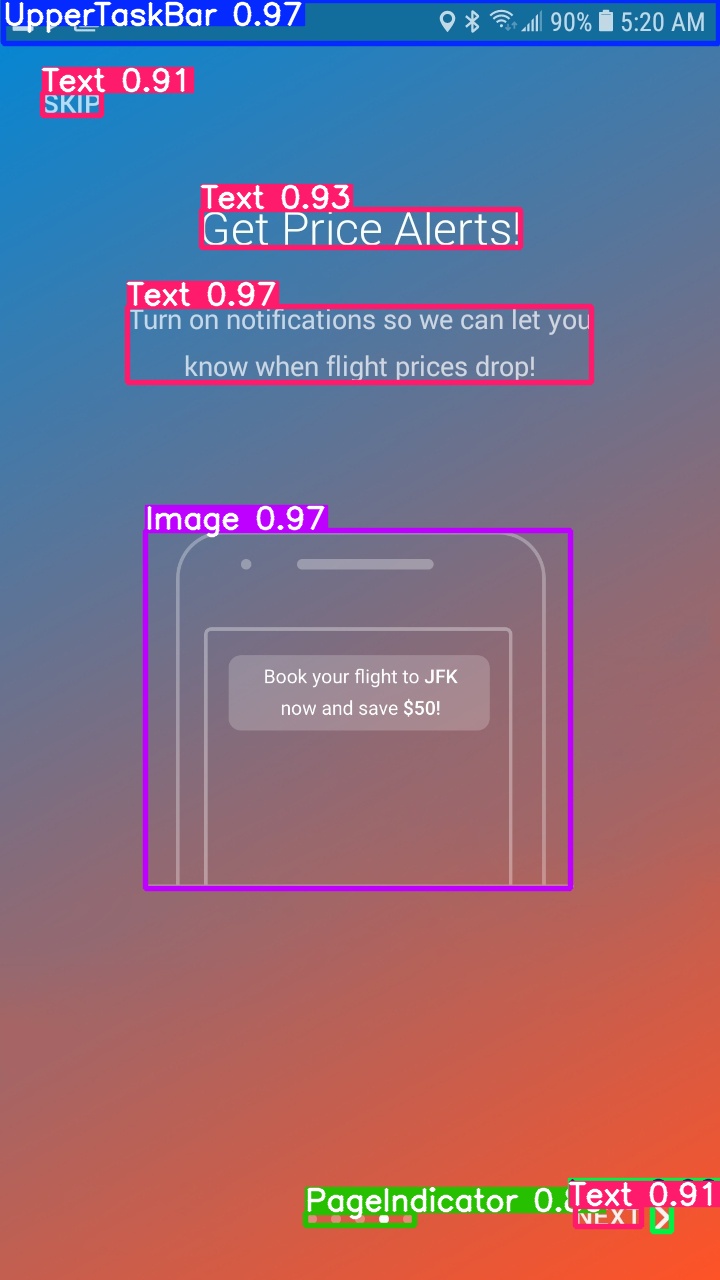 UpperTaskBar 0.97
90% 5:20 AM
Text 0.91
SKIP
Text 0.93
Get Price Alerts!
Text 0.97
Turn on notifications so we can let you
know when flight prices drop!
Image 0.97
Book your flight to JFK
now and save $50!
PageIndicator 0.8
Text 0.91
NEXT